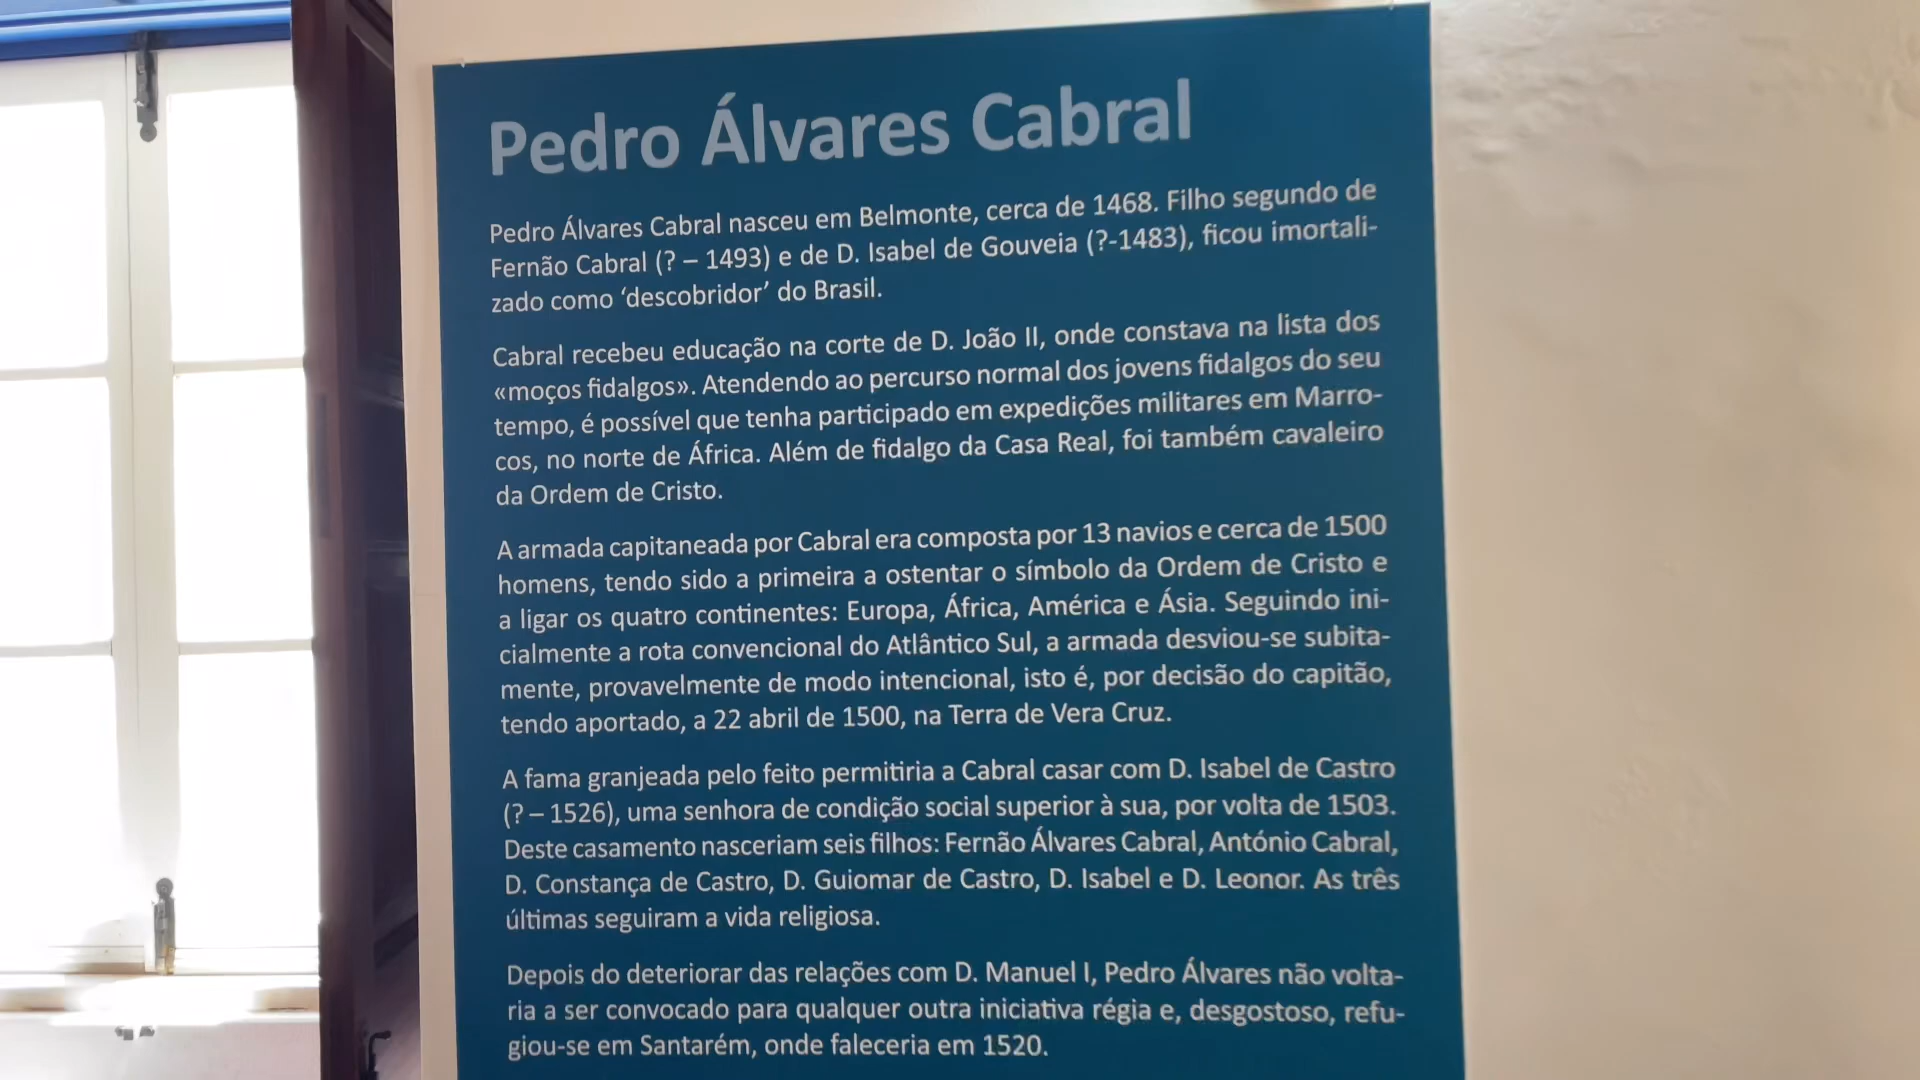 Pedro Álvares Cabral
Pedro Álvares Cabral nasceu em Belmonte, cerca de 1468. Filho segundo de
Fernão Cabral (? – 1493) e de D. Isabel de Gouveia (?-1483), ficou imortali-
zado como ‘descobridor’ do Brasil.
Cabral recebeu educação na corte de D. João II, onde constava na lista dos
«moços fidalgos». Atendendo ao percurso normal dos jovens fidalgos do seu
tempo, é possível que tenha participado em expedições militares em Marro-
cos, no norte de África. Além de fidalgo da Casa Real, foi também cavaleiro
da Ordem de Cristo.
A armada capitaneada por Cabral era composta por 13 navios e cerca de 1500
homens, tendo sido a primeira a ostentar o símbolo da Ordem de Cristo e
a ligar os quatro continentes: Europa, África, América e Ásia. Seguindo ini-
cialmente a rota convencional do Atlântico Sul, a armada desviou-se subita-
mente, provavelmente de modo intencional, isto é, por decisão do capitão,
tendo aportado, a 22 abril de 1500, na Terra de Vera Cruz.
A fama granjeada pelo feito permitiria a Cabral casar com D. Isabel de Castro
(? – 1526), uma senhora de condição social superior à sua, por volta de 1503.
Deste casamento nasceriam seis filhos: Fernão Álvares Cabral, António Cabral,
D. Constança de Castro, D. Guiomar de Castro, D. Isabel e D. Leonor. As três
últimas seguiram a vida religiosa.
Depois do deteriorar das relações com D. Manuel I, Pedro Álvares não volta-
ria a ser convocado para qualquer outra iniciativa régia e, desgostoso, refu-
giou-se em Santarém, onde faleceria em 1520.